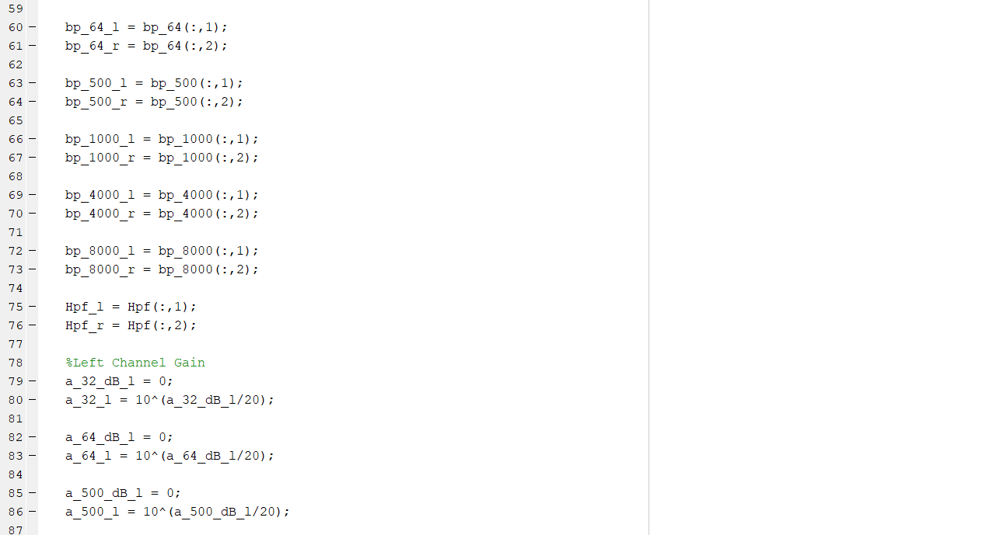 59
60 – bp_64_l = bp_64(:,1);
61 – bp_64_r = bp_64(:,2);
62
63 – bp_500_l = bp_500(:,1);
64 – bp_500_r = bp_500(:,2);
65
66 – bp_1000_l = bp_1000(:,1);
67 – bp_1000_r = bp_1000(:,2);
68
69 – bp_4000_l = bp_4000(:,1);
70 – bp_4000_r = bp_4000(:,2);
71
72 – bp_8000_l = bp_8000(:,1);
73 – bp_8000_r = bp_8000(:,2);
74
75 – Hpf_l = Hpf(:,1);
76 – Hpf_r = Hpf(:,2);
77
78 %Left Channel Gain
79 – a_32_dB_l = 0;
80 – a_32_l = 10^(a_32_dB_l/20);
81
82 – a_64_dB_l = 0;
83 – a_64_l = 10^(a_64_dB_l/20);
84
85 – a_500_dB_l = 0;
86 – a_500_l = 10^(a_500_dB_l/20);
87